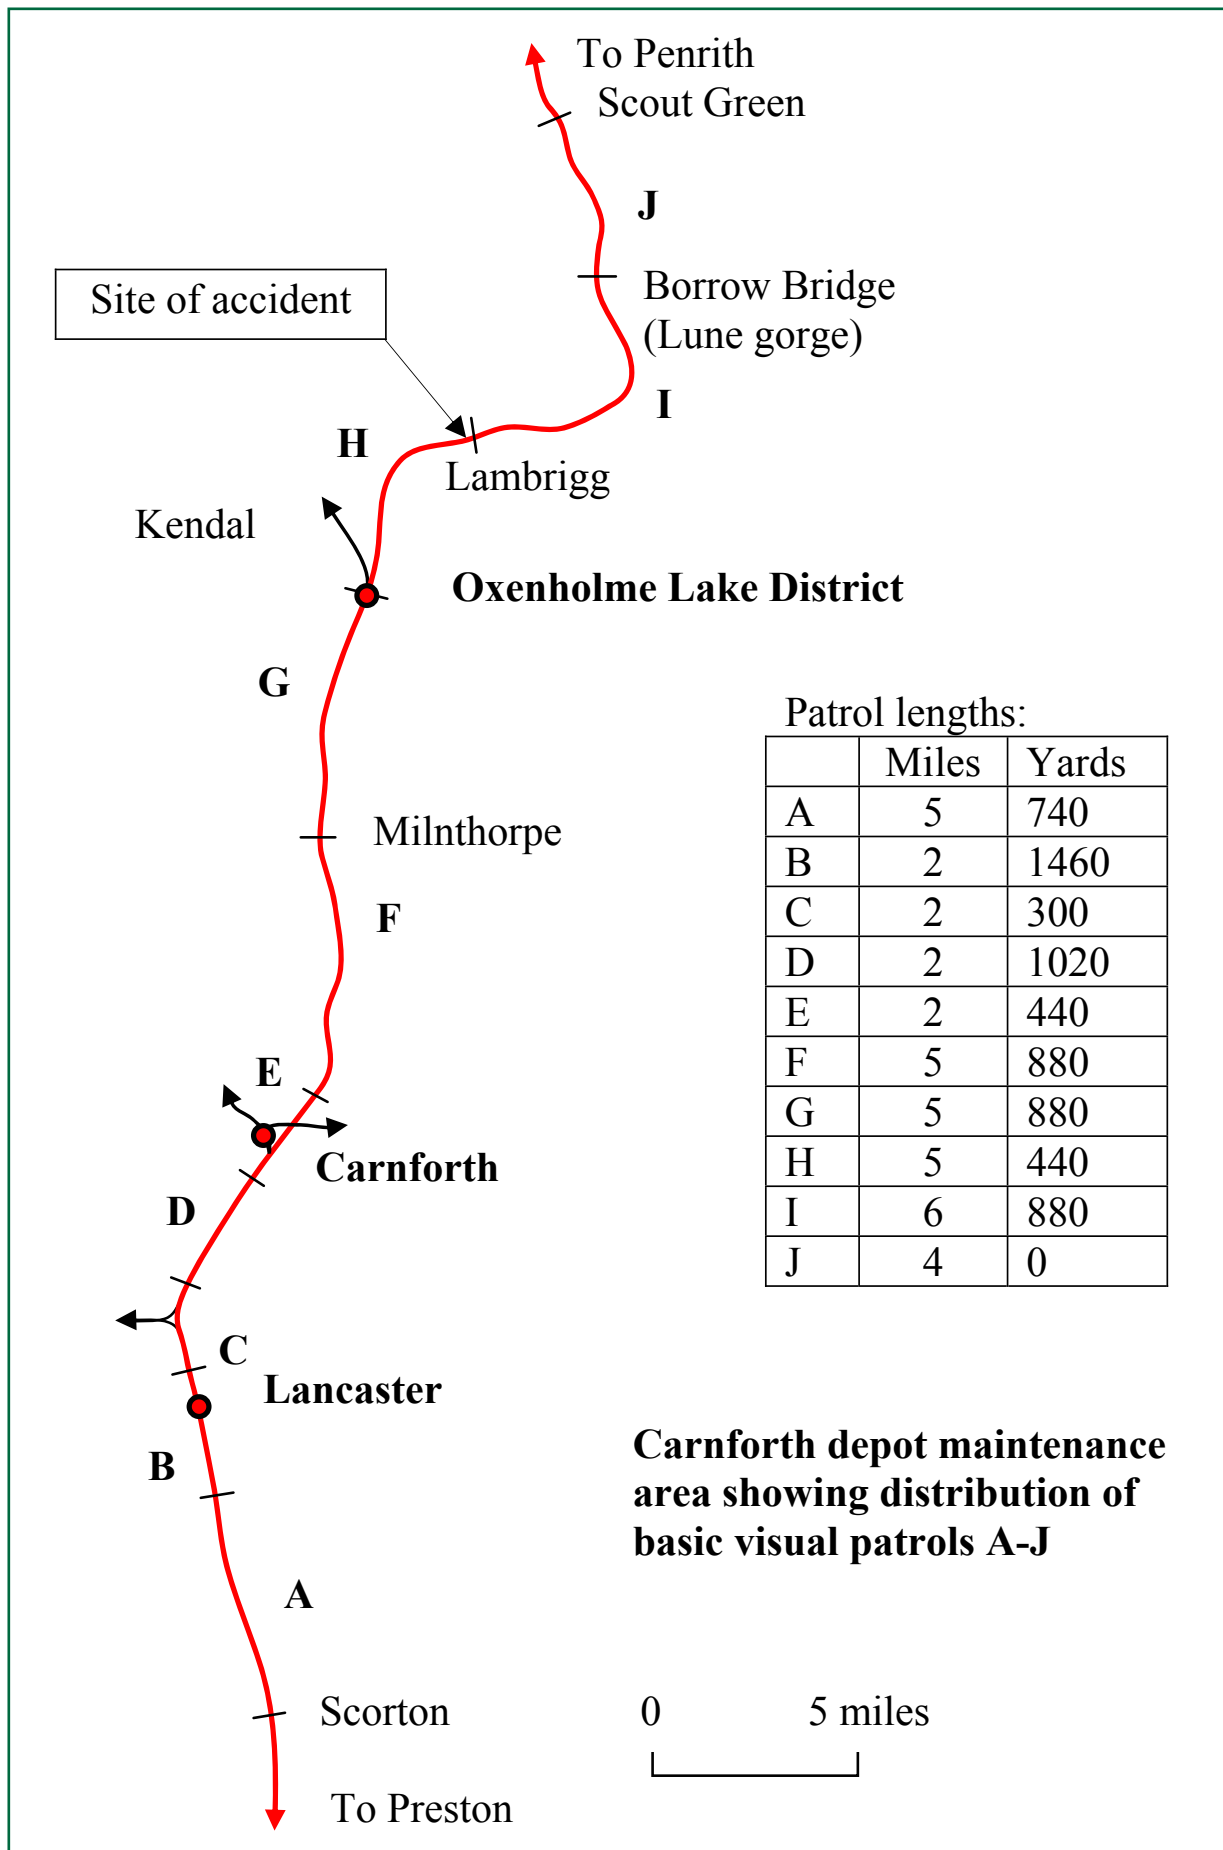 To Penrith
Scout Green
J
Borrow Bridge
(Lune gorge)
Site of accident
I
H
Lambrigg
Kendal
Oxenholme Lake District
G
Milnthorpe
F
E
Carnforth
D
C
Lancaster
B
A
Scorton
To Preston
Patrol lengths:
Miles Yards
A 5 740
B 2 1460
C 2 300
D 2 1020
E 2 440
F 5 880
G 5 880
H 5 440
I 6 880
J 4 0
Carnforth depot maintenance
area showing distribution of
basic visual patrols A-J
0 5 miles